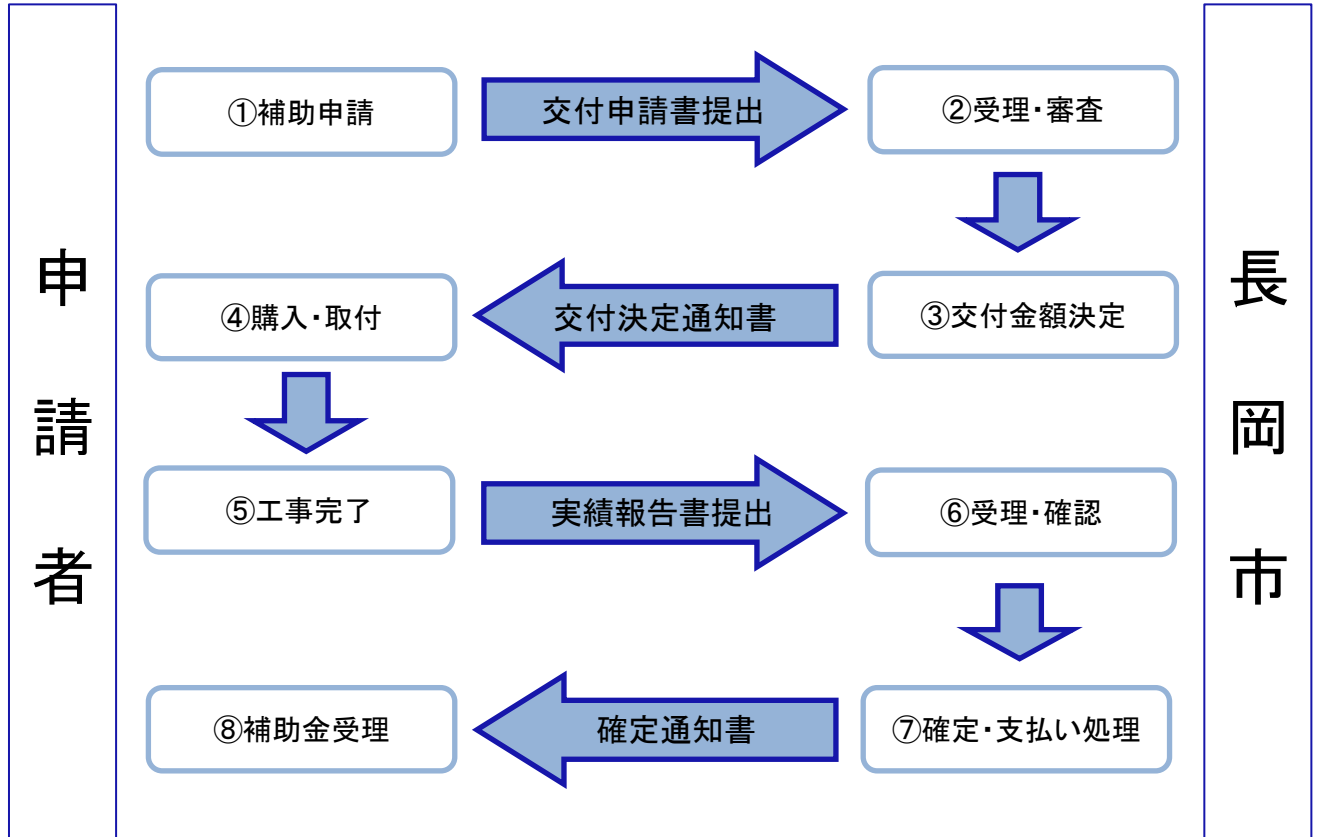 申請者
①補助申請
交付申請書提出
②受理・審査
④購入・取付
交付決定通知書
③交付金額決定
⑤工事完了
実績報告書提出
⑥受理・確認
⑧補助金受理
確定通知書
⑦確定・支払い処理
長岡市